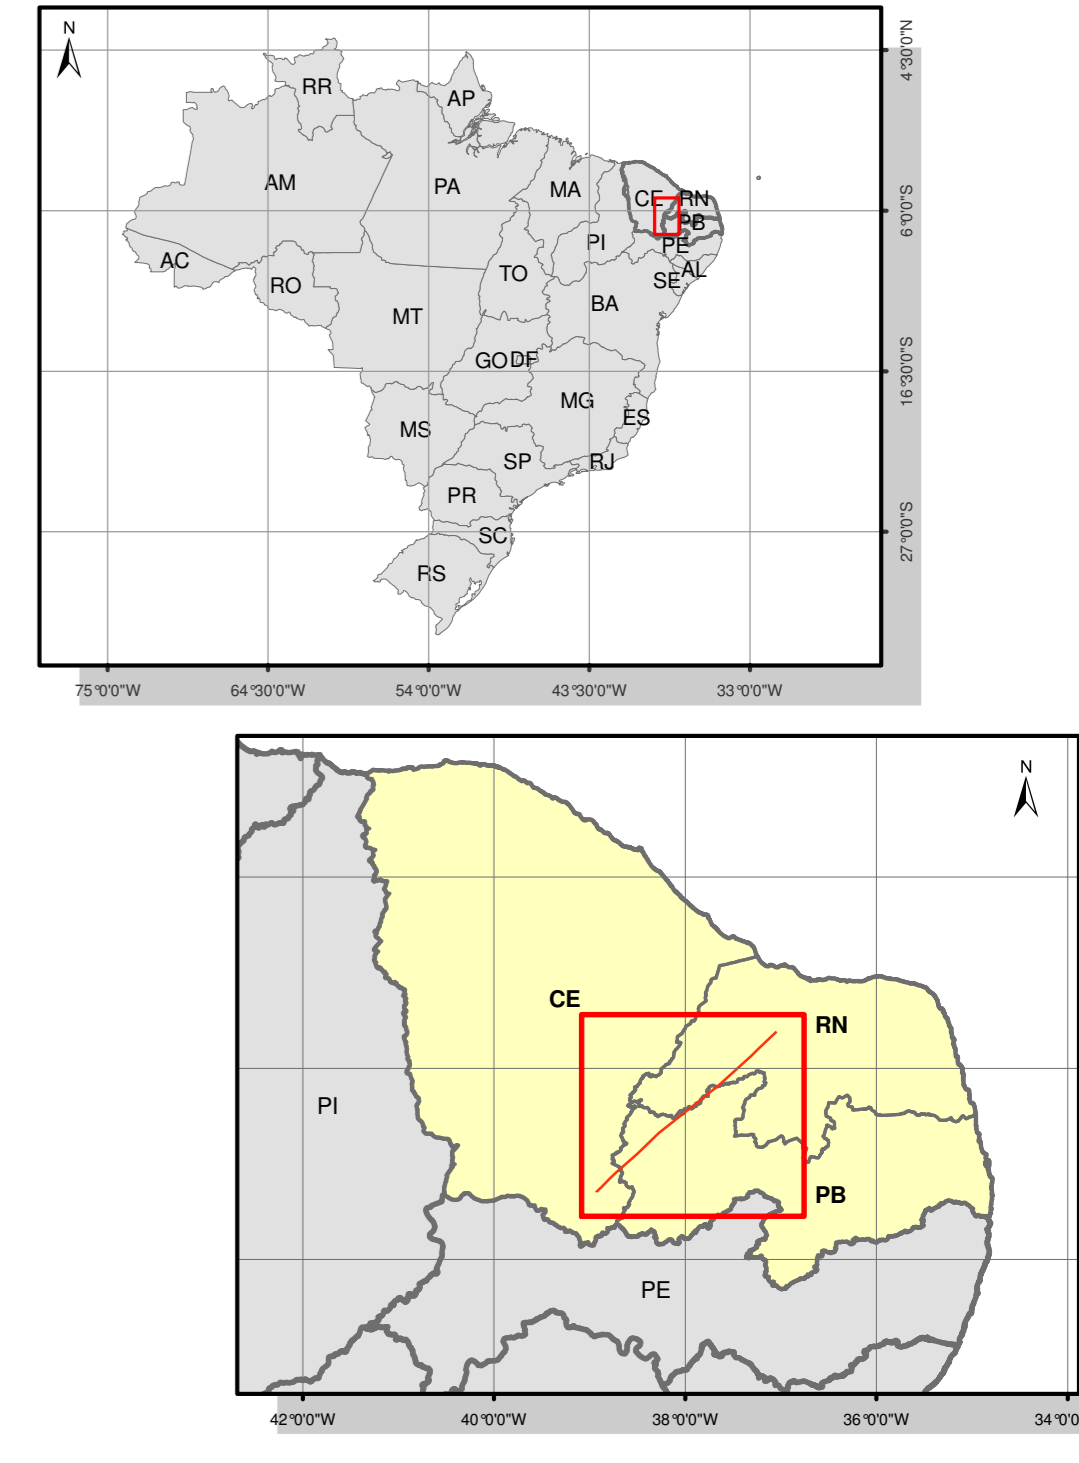 N
4°30'0"N
RR
AP
AM
PA
MA
CE
RN
6°0'0"S
PB
PI
PE
AC
TO
AL
SE
RO
BA
MT
GO
DF
16°30'0"S
MG
MS
ES
SP
RJ
PR
SC
27°0'0"S
RS
75°0'0"W
64°30'0"W
54°0'0"W
43°30'0"W
33°0'0"W
N
CE
RN
PI
PB
PE
42°0'0"W
40°0'0"W
38°0'0"W
36°0'0"W
34°0'0